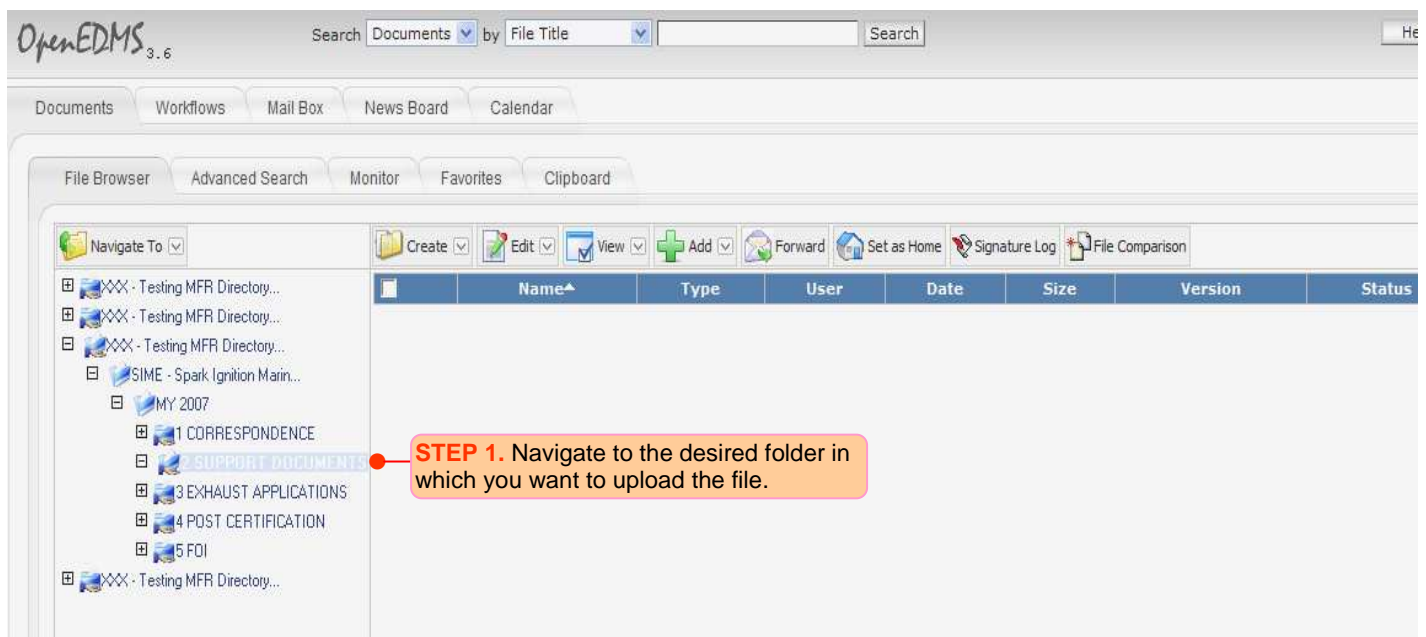 OpenEDMS 3.6 Search Documents by File Title Search He
Documents Workflows Mail Box News Board Calendar
File Browser Advanced Search Monitor Favorites Clipboard
Navigate To Create Edit View Add Forward Set as Home Signature Log File Comparison
Name Type User Date Size Version Status
XXX - Testing MFR Directory...
XXX - Testing MFR Directory...
XXX - Testing MFR Directory...
SIME - Spark Ignition Marin...
MY 2007
1 CORRESPONDENCE
2 SUPPORT DOCUMENTS
3 EXHAUST APPLICATIONS
4 POST CERTIFICATION
5 FOI
XXX - Testing MFR Directory...
STEP 1. Navigate to the desired folder in
which you want to upload the file.